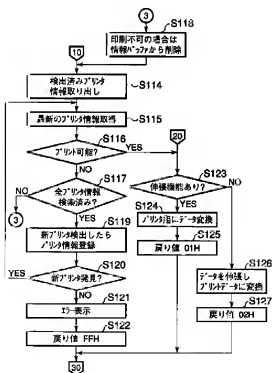 3
S118
印刷不可の場合は
情報バッファから削除
10
検出済みプリンタ
情報取り出し
S114
最新のプリンタ情報取得
S115
S116
プリント可能?
YES
NO
20
S117
全プリンタ情報
検索済み?
NO
3
YES
S123
伸張機能あり?
YES
NO
S124
プリンタ用にデータ変換
S119
新プリンタ検出したら
プリンタ情報登録
S125
戻り値 01H
S120
新プリンタ発見?
YES
NO
S126
データを伸張し
プリントデータに変換
S121
エラー表示
S127
戻り値 02H
S122
戻り値 FFH
30